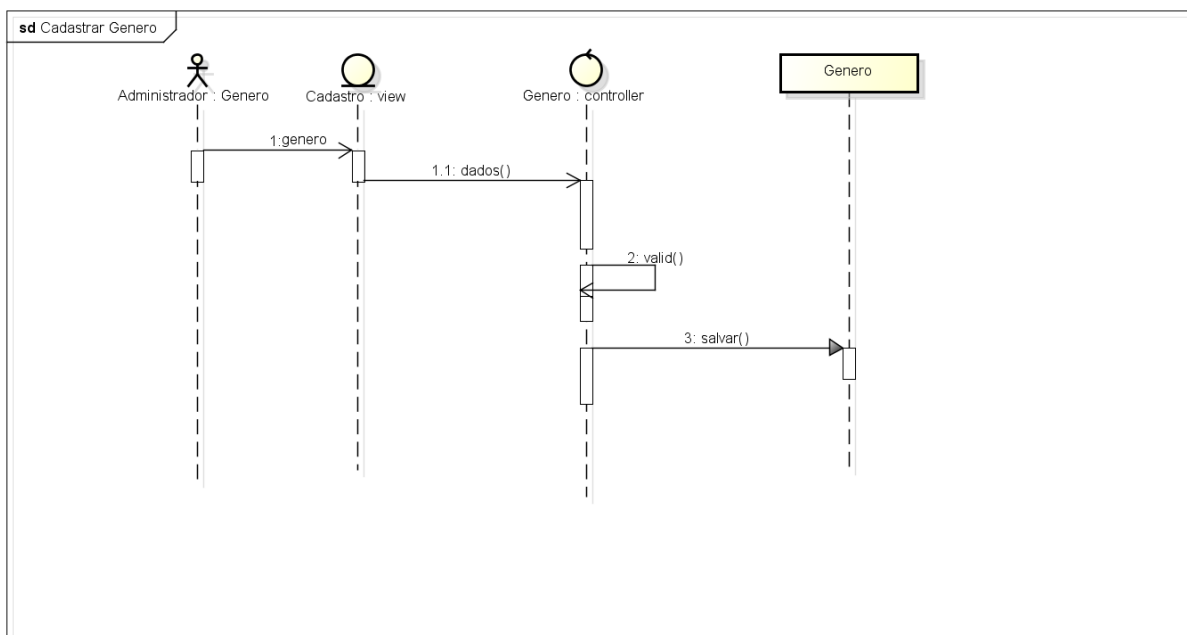 sd Cadastrar Genero
Administrador : Genero
Cadastro : view
Genero : controller
Genero
1:genero
1.1: dados()
2: valid()
3: salvar()